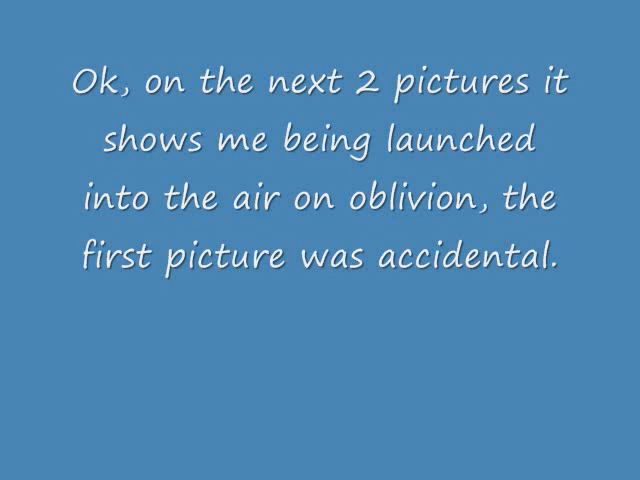 Ok, on the next 2 pictures it
shows me being launched
into the air on oblivion, the
first picture was accidental.